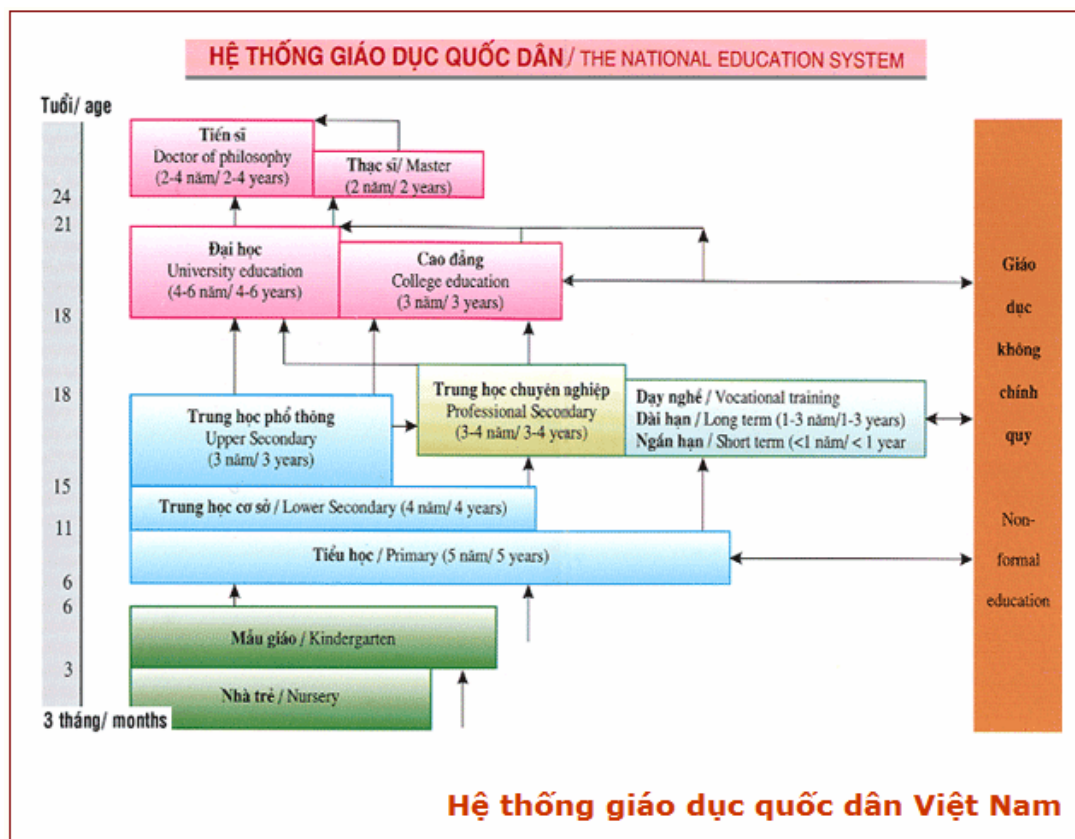 HỆ THỐNG GIÁO DỤC QUỐC DÂN / THE NATIONAL EDUCATION SYSTEM
Tuổi/ age
Tiến sĩ
Doctor of philosophy
(2-4 năm/ 2-4 years)
Thạc sĩ/ Master
(2 năm/ 2 years)
24
21
Đại học
University education
(4-6 năm/ 4-6 years)
Cao đẳng
College education
(3 năm/ 3 years)
18
18
Trung học phổ thông
Upper Secondary
(3 năm/ 3 years)
Trung học chuyên nghiệp
Professional Secondary
(3-4 năm/ 3-4 years)
Dạy nghề / Vocational training
Dài hạn / Long term (1-3 năm/1-3 years)
Ngắn hạn / Short term (<1 năm/ < 1 year
15
Trung học cơ sở / Lower Secondary (4 năm/ 4 years)
11
Tiểu học / Primary (5 năm/ 5 years)
6
6
Mẫu giáo / Kindergarten
3
Nhà trẻ / Nursery
3 tháng/ months
Giáo
dục
không
chính
quy
Non-
formal
education
Hệ thống giáo dục quốc dân Việt Nam